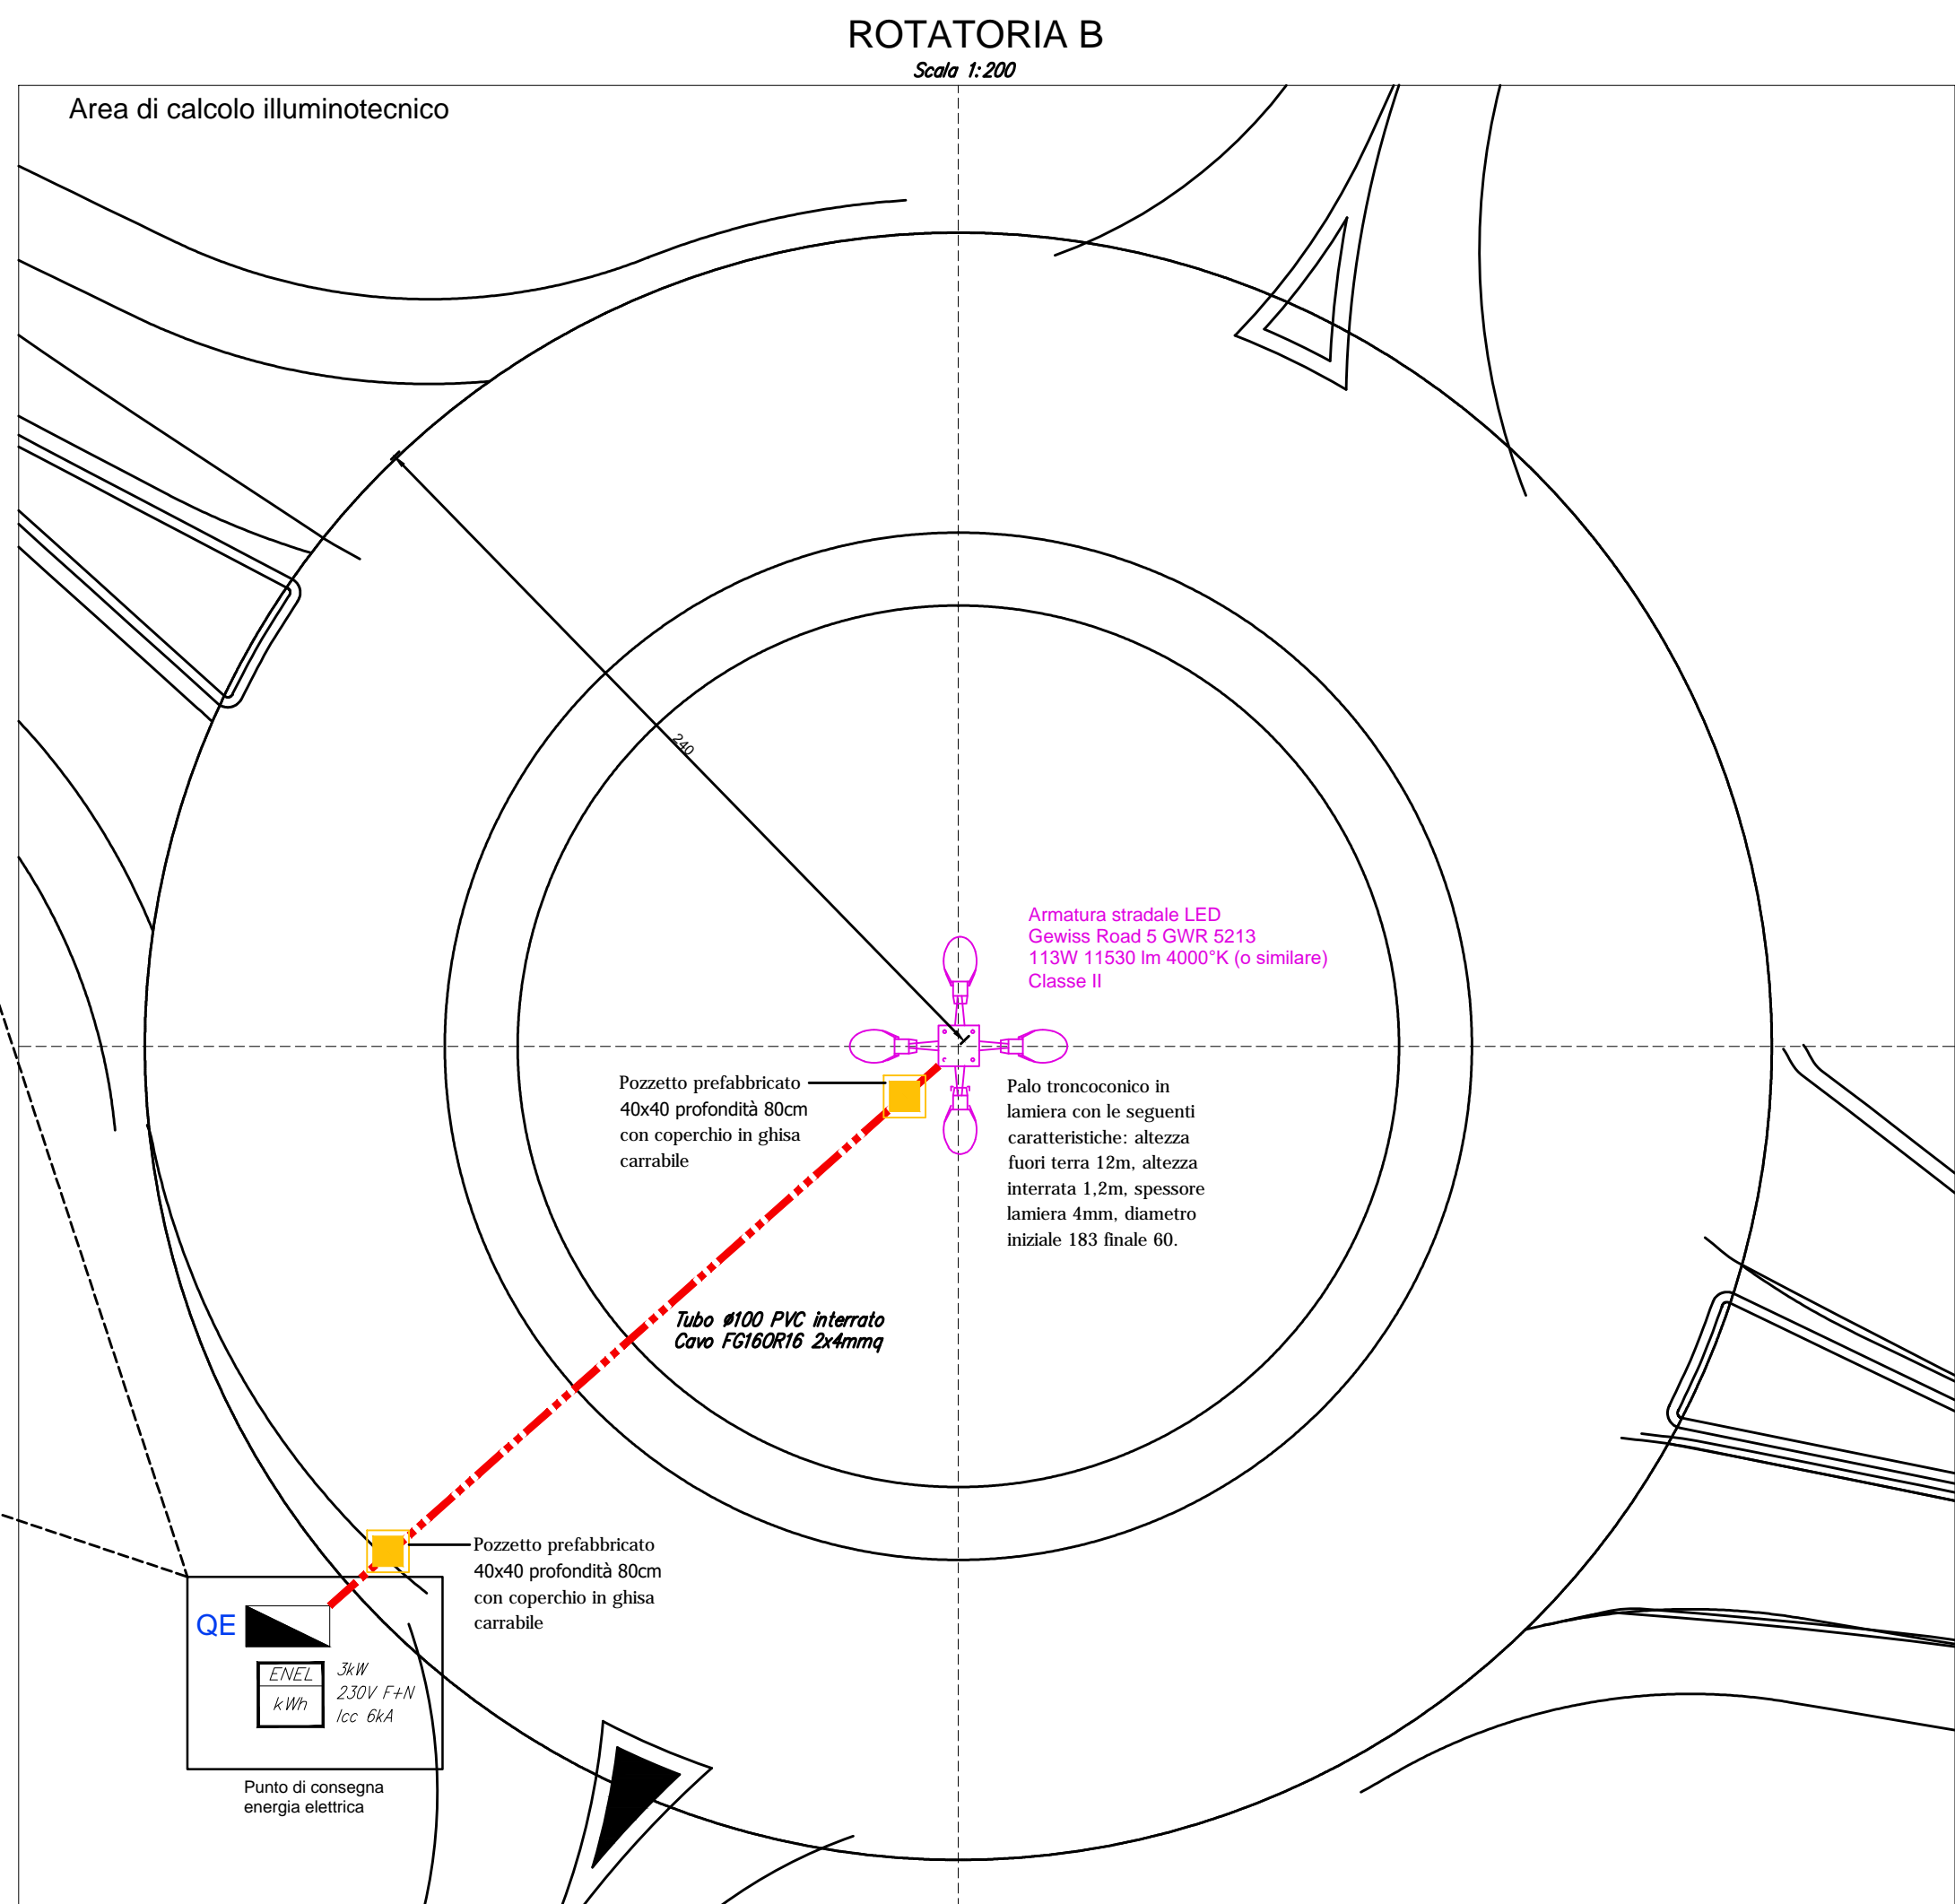 ROTATORIA B
Scala 1:200
Area di calcolo illuminotecnico
240
Armatura stradale LED
Gewiss Road 5 GWR 5213
113W 11530 lm 4000°K (o similare)
Classe II
Pozzetto prefabbricato
40x40 profondità 80cm
con coperchio in ghisa
carrabile
Palo troncoconico in
lamiera con le seguenti
caratteristiche: altezza
fuori terra 12m, altezza
interrata 1,2m, spessore
lamiera 4mm, diametro
iniziale 183 finale 60.
Tubo ø100 PVC interrato
Cavo FG16OR16 2x4mmq
Pozzetto prefabbricato
40x40 profondità 80cm
con coperchio in ghisa
carrabile
QE
ENEL
kWh
3kW
230V F+N
Icc 6kA
Punto di consegna
energia elettrica